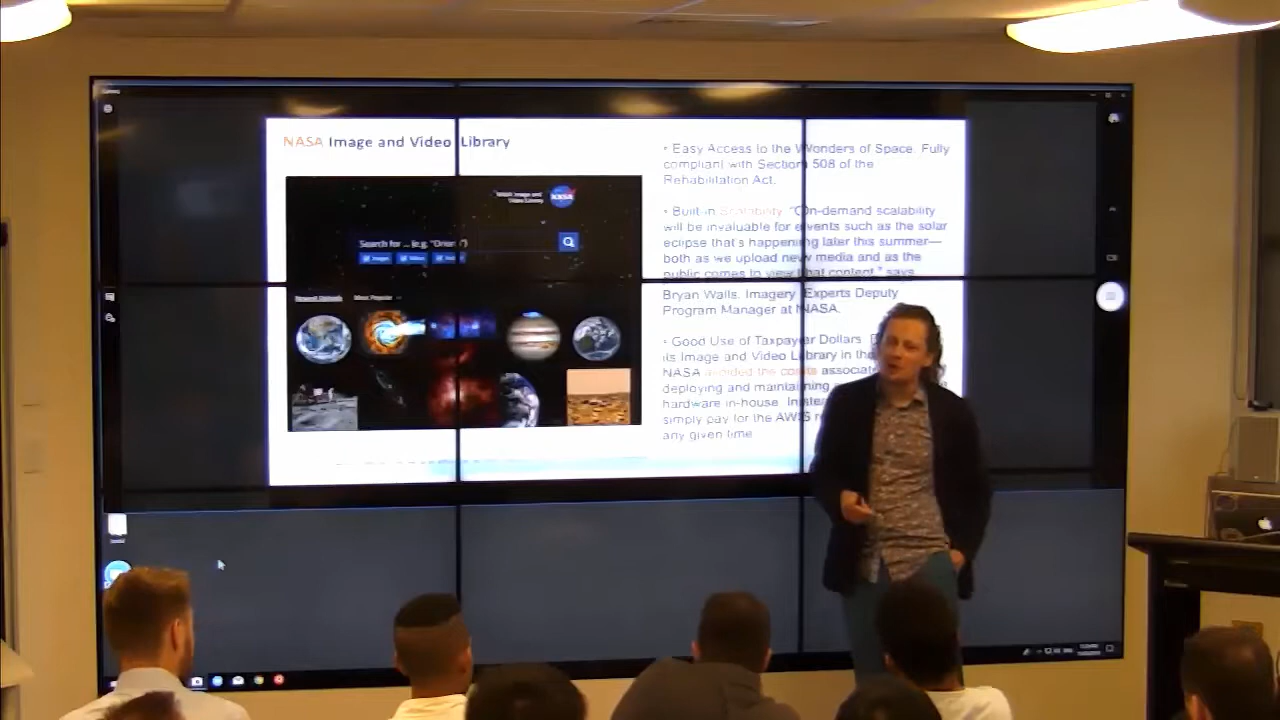 NASA Image and Video Library
NASA Image and
Video Library
NASA
Search for ... (e.g. "Orion")
Images
Newest Uploads
Most Popular
• Easy Access to the Wonders of Space. Fully
compliant with Section 508 of the
Rehabilitation Act.
• Built-in Scalability "On-demand scalability
will be invaluable for events such as the solar
eclipse that's happening later this summer—
both as we upload new media and as the
public comes to view that content," says
Bryan Walls, Imagery Experts Deputy
Program Manager at NASA.
• Good Use of Taxpayer Dollars
its Image and Video Library in the
NASA avoided the costs
deploying and maintaining
hardware in-house.
simply pay for the AWS
any given time